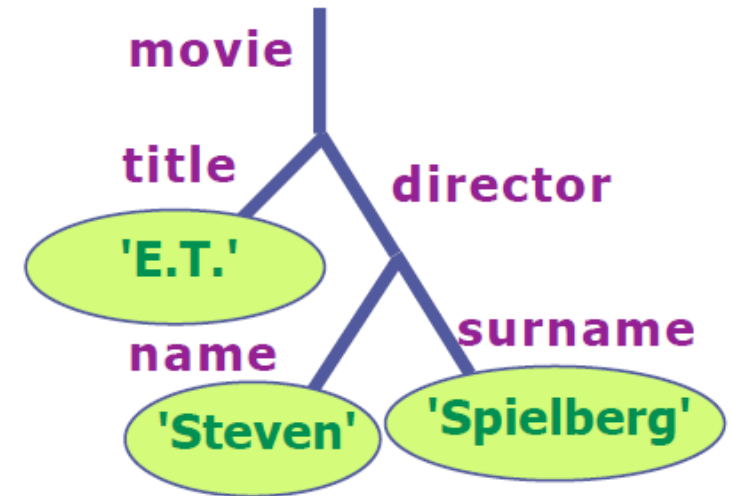 movie
title
director
'E.T.'
surname
name
'Steven'
'Spielberg'